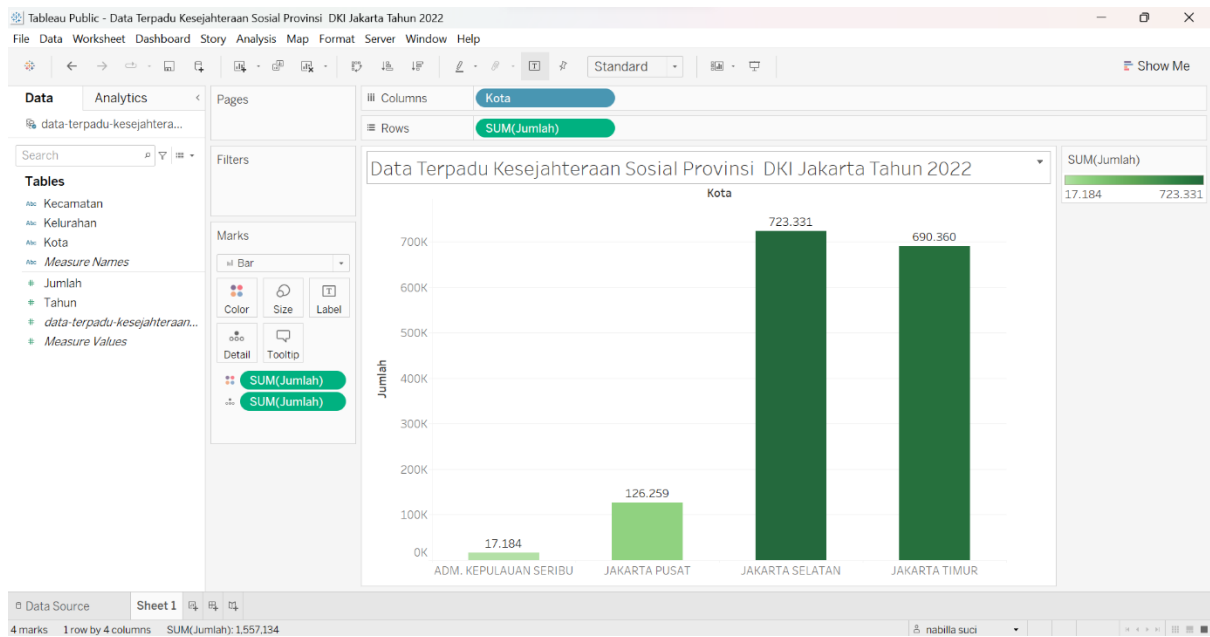 Tableau Public - Data Terpadu Kesejahteraan Sosial Provinsi DKI Jakarta Tahun 2022
File Data Worksheet Dashboard Story Analysis Map Format Server Window Help
Standard
Show Me
Data Analytics
data-terpadu-kesejahtera...
Search
Tables
Abc Kecamatan
Abc Kelurahan
Abc Kota
Abc Measure Names
# Jumlah
# Tahun
# data-terpadu-kesejahteraan...
# Measure Values
Pages
Filters
Marks
Bar
Color Size Label
Detail Tooltip
SUM(Jumlah)
SUM(Jumlah)
Columns Kota
Rows SUM(Jumlah)
Data Terpadu Kesejahteraan Sosial Provinsi DKI Jakarta Tahun 2022
Kota
Jumlah
700K
600K
500K
400K
300K
200K
100K
0K
17.184
126.259
723.331
690.360
ADM. KEPULAUAN SERIBU JAKARTA PUSAT JAKARTA SELATAN JAKARTA TIMUR
SUM(Jumlah)
17.184 723.331
Data Source Sheet 1
4 marks 1 row by 4 columns SUM(Jumlah): 1,557,134
nabilla suci